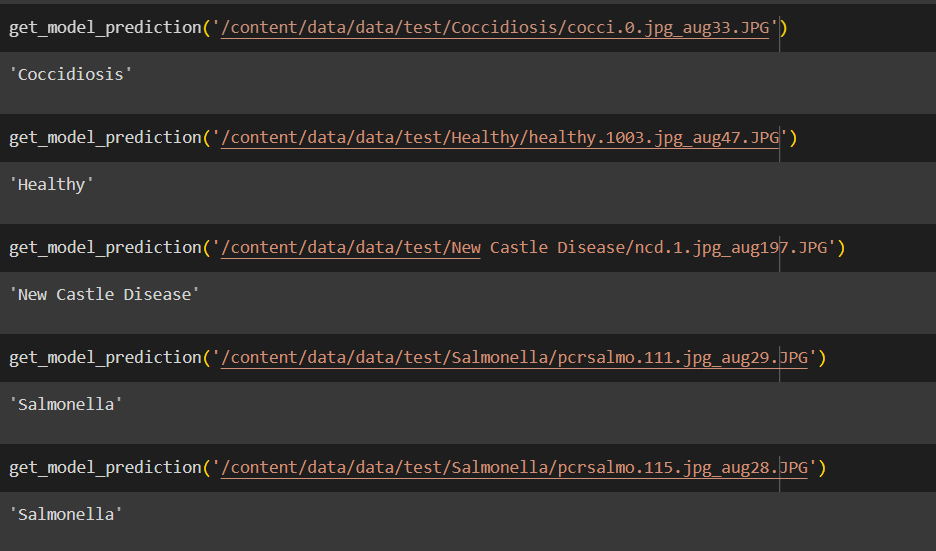 get_model_prediction('/content/data/data/test/Coccidiosis/cocci.0.jpg_aug33.JPG')
'Coccidiosis'
get_model_prediction('/content/data/data/test/Healthy/healthy.1003.jpg_aug47.JPG')
'Healthy'
get_model_prediction('/content/data/data/test/New Castle Disease/ncd.1.jpg_aug197.JPG')
'New Castle Disease'
get_model_prediction('/content/data/data/test/Salmonella/pcrsalmo.111.jpg_aug29.JPG')
'Salmonella'
get_model_prediction('/content/data/data/test/Salmonella/pcrsalmo.115.jpg_aug28.JPG')
'Salmonella'